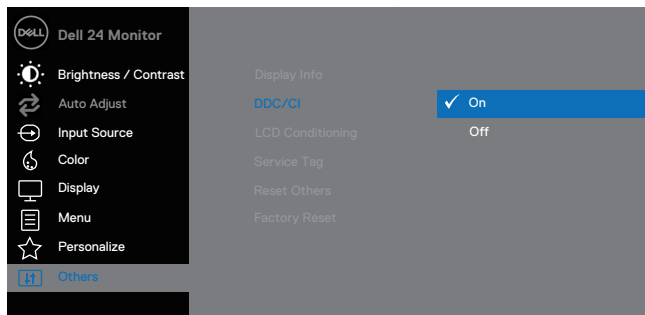 DELL Dell 24 Monitor
Brightness / Contrast
Display Info
Auto Adjust
DDC/CI
On
Input Source
LCD Conditioning
Off
Color
Service Tag
Display
Reset Others
Menu
Factory Reset
Personalize
Others